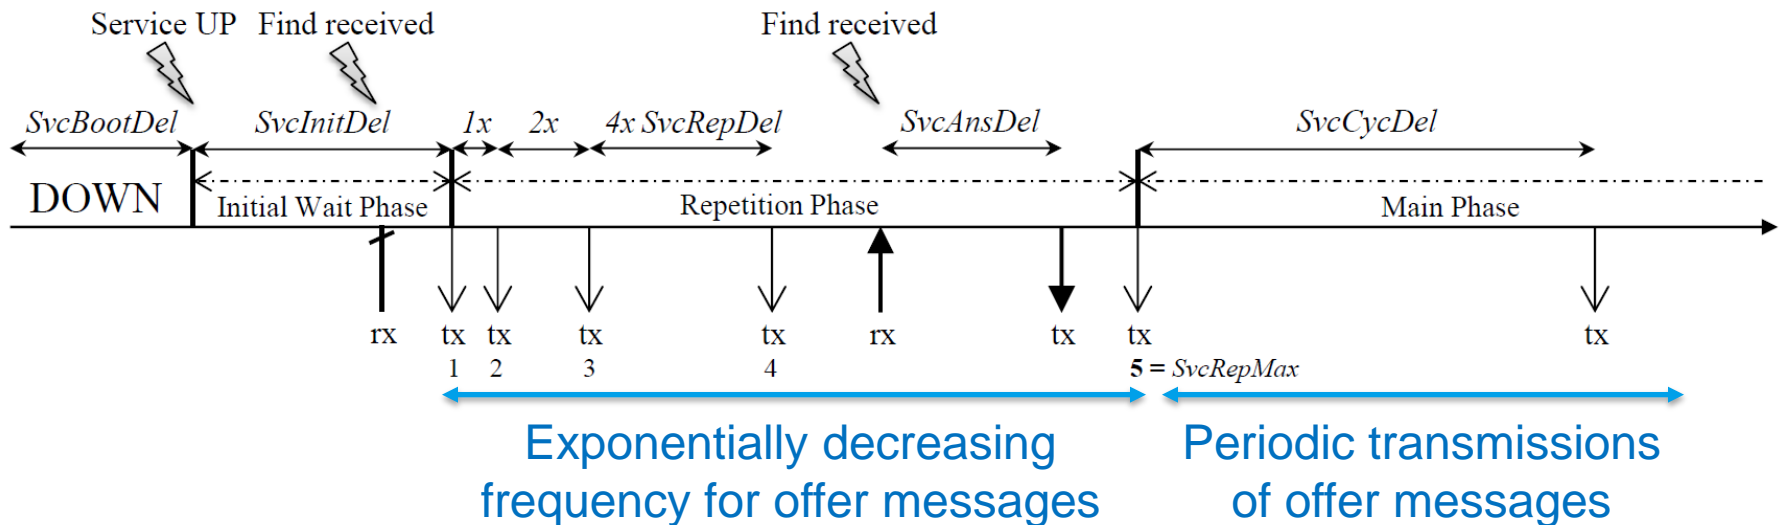 Service UP Find received Find received
SvcBootDel SvcInitDel 1x 2x 4x SvcRepDel SvcAnsDel SvcCycDel
DOWN Initial Wait Phase Repetition Phase Main Phase
rx tx tx tx tx rx tx tx tx
1 2 3 4 5 = SvcRepMax
Exponentially decreasing Periodic transmissions
frequency for offer messages of offer messages